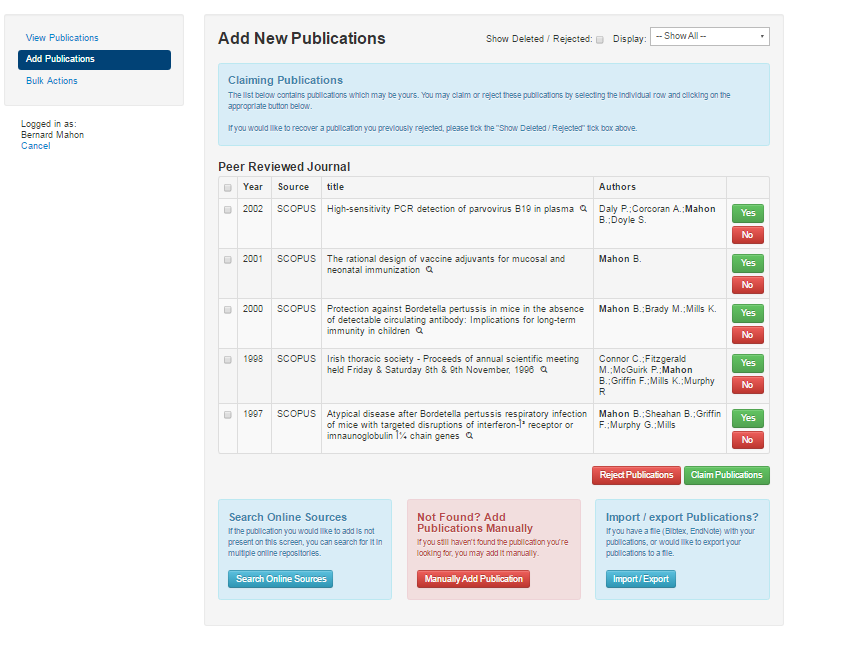 View Publications
Add Publications
Bulk Actions
Logged in as:
Bernard Mahon
Cancel
Add New Publications
Show Deleted / Rejected:
Display:
-- Show All --
Claiming Publications
The list below contains publications which may be yours. You may claim or reject these publications by selecting the individual row and clicking on the
appropriate button below.
If you would like to recover a publication you previously rejected, please tick the "Show Deleted / Rejected" tick box above.
Peer Reviewed Journal
Year Source title Authors
2002 SCOPUS High-sensitivity PCR detection of parvovirus B19 in plasma Daly P.;Corcoran A.;Mahon
B.;Doyle S.
Yes
No
2001 SCOPUS The rational design of vaccine adjuvants for mucosal and
neonatal immunization
Mahon B.
Yes
No
2000 SCOPUS Protection against Bordetella pertussis in mice in the absence
of detectable circulating antibody: Implications for long-term
immunity in children
Mahon B.;Brady M.;Mills K.
Yes
No
1998 SCOPUS Irish thoracic society - Proceeds of annual scientific meeting
held Friday & Saturday 8th & 9th November, 1996
Connor C.;Fitzgerald
M.;McGuirk P.;Mahon
B.;Griffin F.;Mills K.;Murphy
R
Yes
No
1997 SCOPUS Atypical disease after Bordetella pertussis respiratory infection
of mice with targeted disruptions of interferon-Î³ receptor or
imnaunoglobulin Î¼ chain genes
Mahon B.;Sheahan B.;Griffin
F.;Murphy G.;Mills
Yes
No
Reject Publications
Claim Publications
Search Online Sources
If the publication you would like to add is not
present on this screen, you can search for it in
multiple online repositories.
Search Online Sources
Not Found? Add
Publications Manually
If you still haven't found the publication you're
looking for, you may add it manually.
Manually Add Publication
Import / export Publications?
If you have a file (Bibtex, EndNote) with your
publications, or would like to export your
publications to a file.
Import / Export